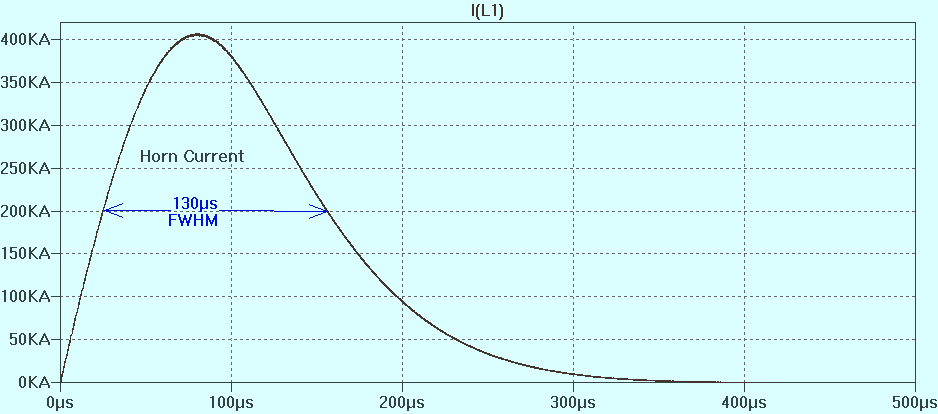 I(L1)
400KA
350KA
300KA
Horn Current
250KA
130µs
200KA
FWHM
150KA
100KA
50KA
0KA
0µs 100µs 200µs 300µs 400µs 500µs